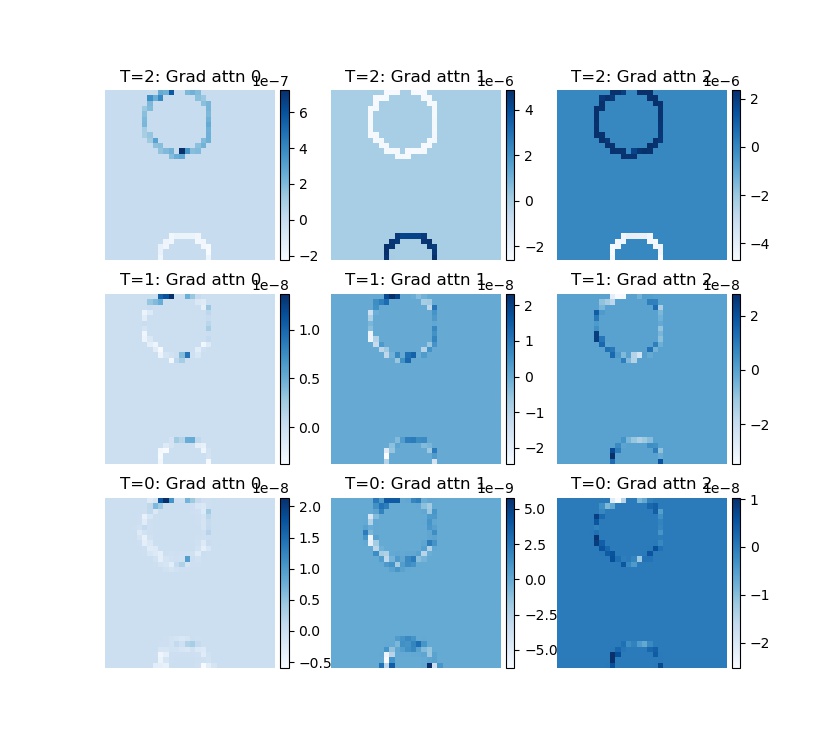 T=2: Grad attn 0
1e−7
T=2: Grad attn 1
1e−6
T=2: Grad attn 2
1e−6
6
4
2
0
−2
4
2
0
−2
2
0
−2
−4
T=1: Grad attn 0
1e−8
T=1: Grad attn 1
1e−8
T=1: Grad attn 2
1e−8
1.0
0.5
0.0
2
1
0
−1
−2
2
0
−2
T=0: Grad attn 0
1e−8
T=0: Grad attn 1
1e−9
T=0: Grad attn 2
1e−8
2.0
1.5
1.0
0.5
0.0
−0.5
5.0
2.5
0.0
−2.5
−5.0
1
0
−1
−2